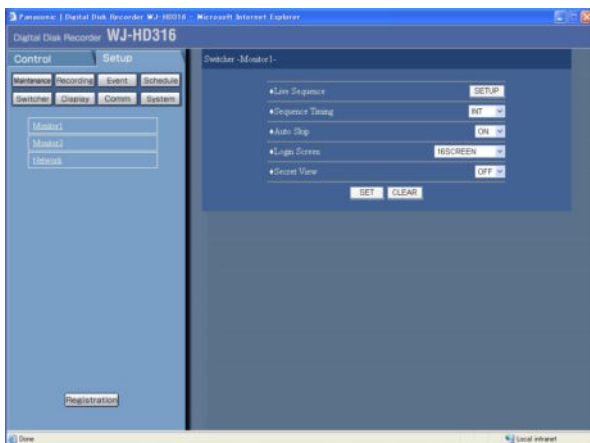 Panasonic | Digital Disk Recorder WJ-HD316 - Microsoft Internet Explorer
Digital Disk Recorder WJ-HD316
Control Setup
Maintenance Recording Event Schedule
Switcher Display Comm System
Monitor1
Monitor2
Network
Registration
Switcher -Monitor1-
♦Live Sequence SETUP
♦Sequence Timing INT
♦Auto Skip ON
♦Login Screen 16SCREEN
♦Secret View OFF
SET CLEAR
Done Local intranet